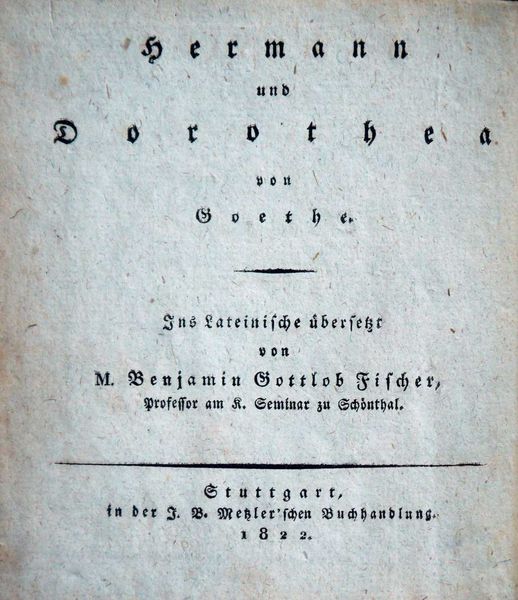 Hermann
und
Dorothea
von
Goethe.
Ins Lateinische übersetzt
von
M. Benjamin Gottlob Fischer,
Professor am K. Seminar zu Schönthal.
Stuttgart,
in der J. B. Metzler'schen Buchhandlung.
1822.